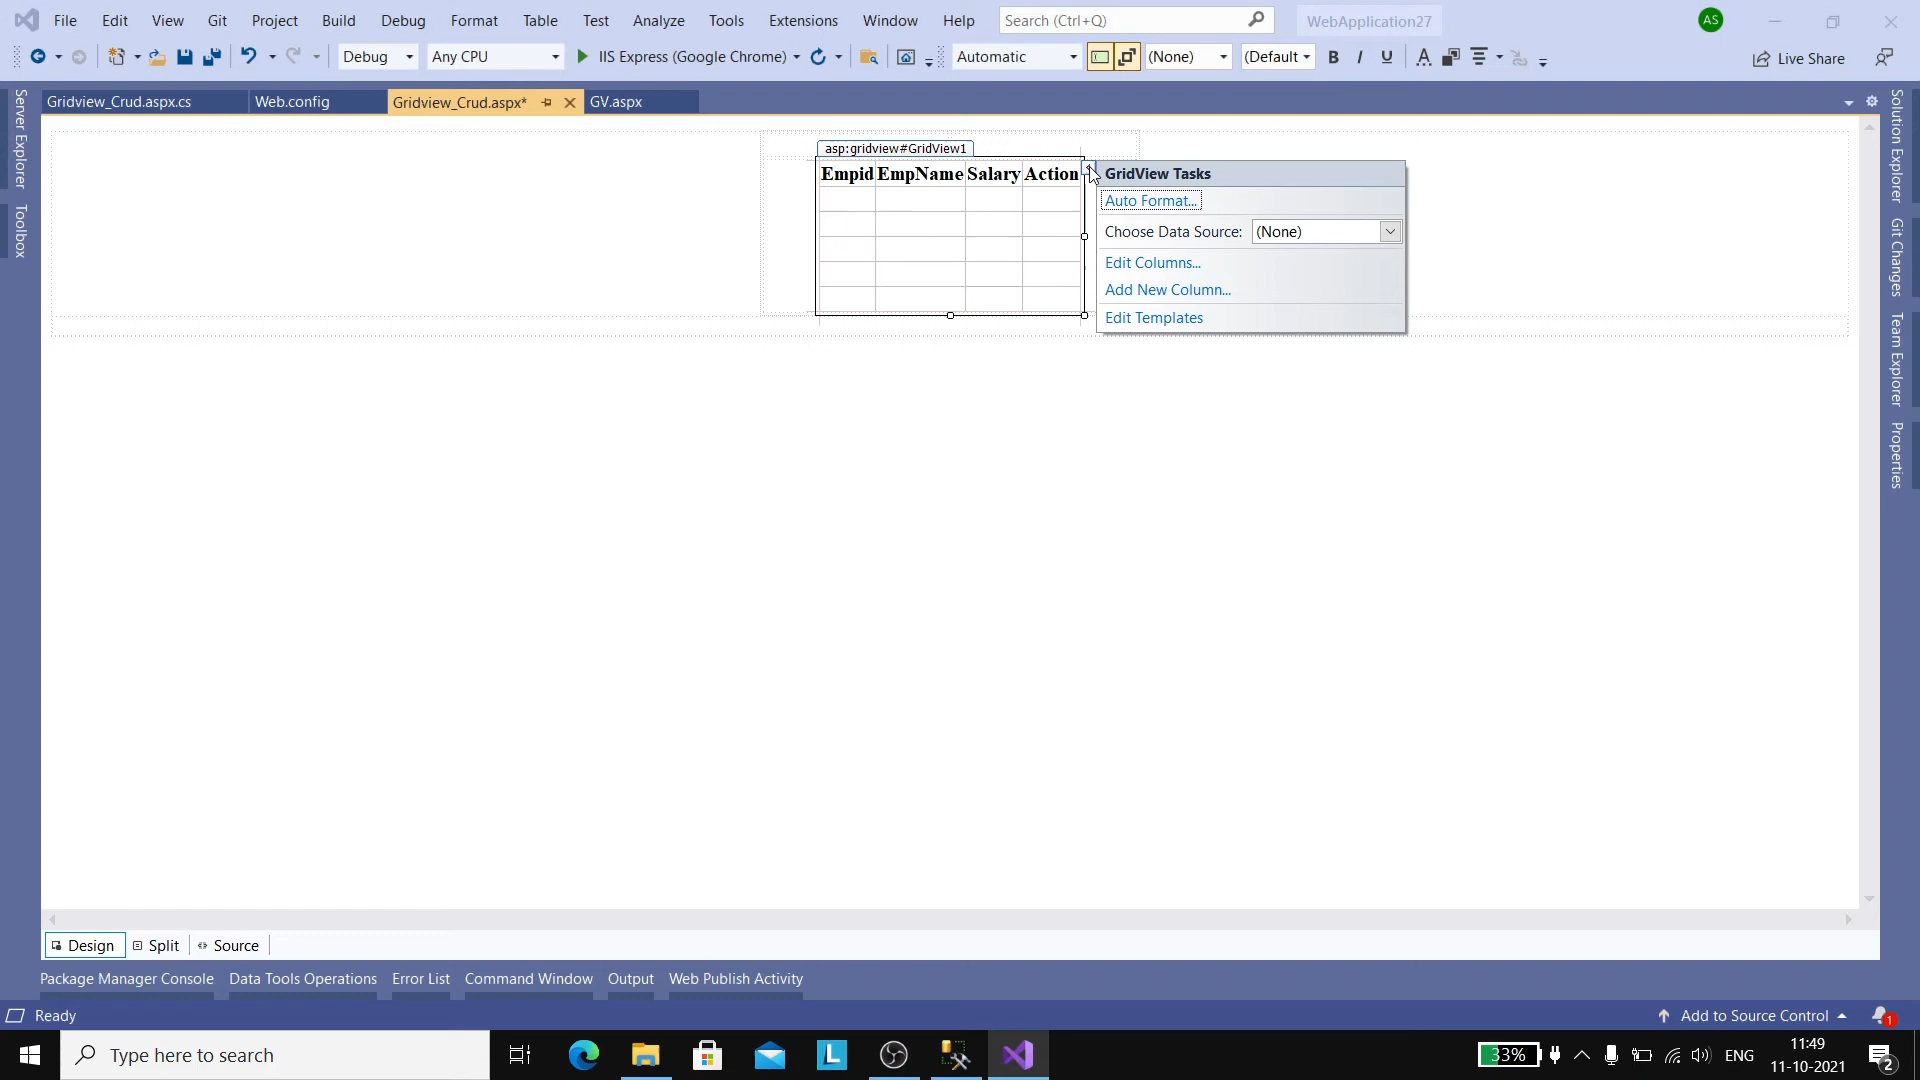 File Edit View Git Project Build Debug Format Table Test Analyze Tools Extensions Window Help Search (Ctrl+Q) WebApplication27 AS
Debug Any CPU IIS Express (Google Chrome) Automatic (None) (Default B I U A Live Share
Gridview_Crud.aspx.cs Web.config Gridview_Crud.aspx* GV.aspx
Server Explorer
Toolbox
Solution Explorer
Git Changes
Team Explorer
Properties
asp:gridview#GridView1
Empid EmpName Salary Action
GridView Tasks
Auto Format...
Choose Data Source: (None)
Edit Columns...
Add New Column...
Edit Templates
Design Split Source
Package Manager Console Data Tools Operations Error List Command Window Output Web Publish Activity
Ready Add to Source Control 1
Type here to search L 33% ENG 11:49
11-10-2021 2